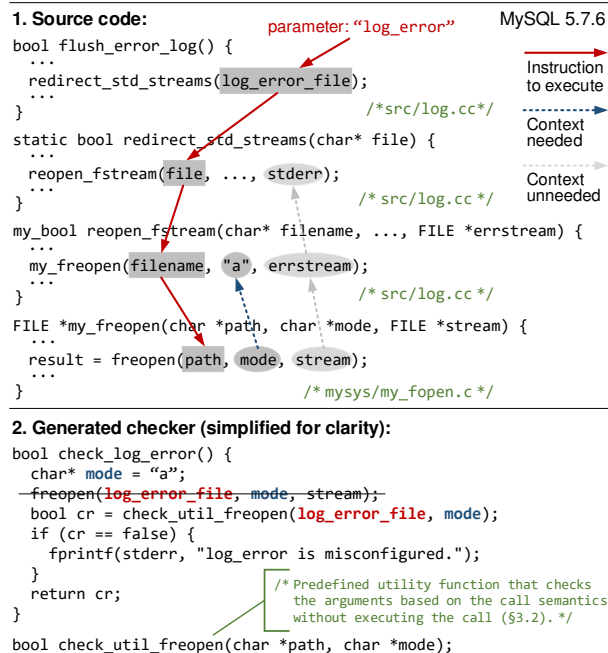 1. Source code:
parameter: “log_error”
MySQL 5.7.6
bool flush_error_log() {
...
redirect_std_streams(log_error_file);
...
}
/*src/log.cc*/
Instruction
to execute
Context
needed
Context
unneeded
static bool redirect_std_streams(char* file) {
...
reopen_fstream(file, ..., stderr);
...
}
/* src/log.cc */
my_bool reopen_fstream(char* filename, ..., FILE *errstream) {
...
my_freopen(filename, "a", errstream);
...
}
/* src/log.cc */
FILE *my_freopen(char *path, char *mode, FILE *stream) {
...
result = freopen(path, mode, stream);
...
}
/* mysys/my_fopen.c */
2. Generated checker (simplified for clarity):
bool check_log_error() {
char* mode = “a”;
freopen(log_error_file, mode, stream);
bool cr = check_util_freopen(log_error_file, mode);
if (cr == false) {
fprintf(stderr, "log_error is misconfigured.");
}
return cr;
}
/* Predefined utility function that checks
the arguments based on the call semantics
without executing the call (§3.2). */
bool check_util_freopen(char *path, char *mode);